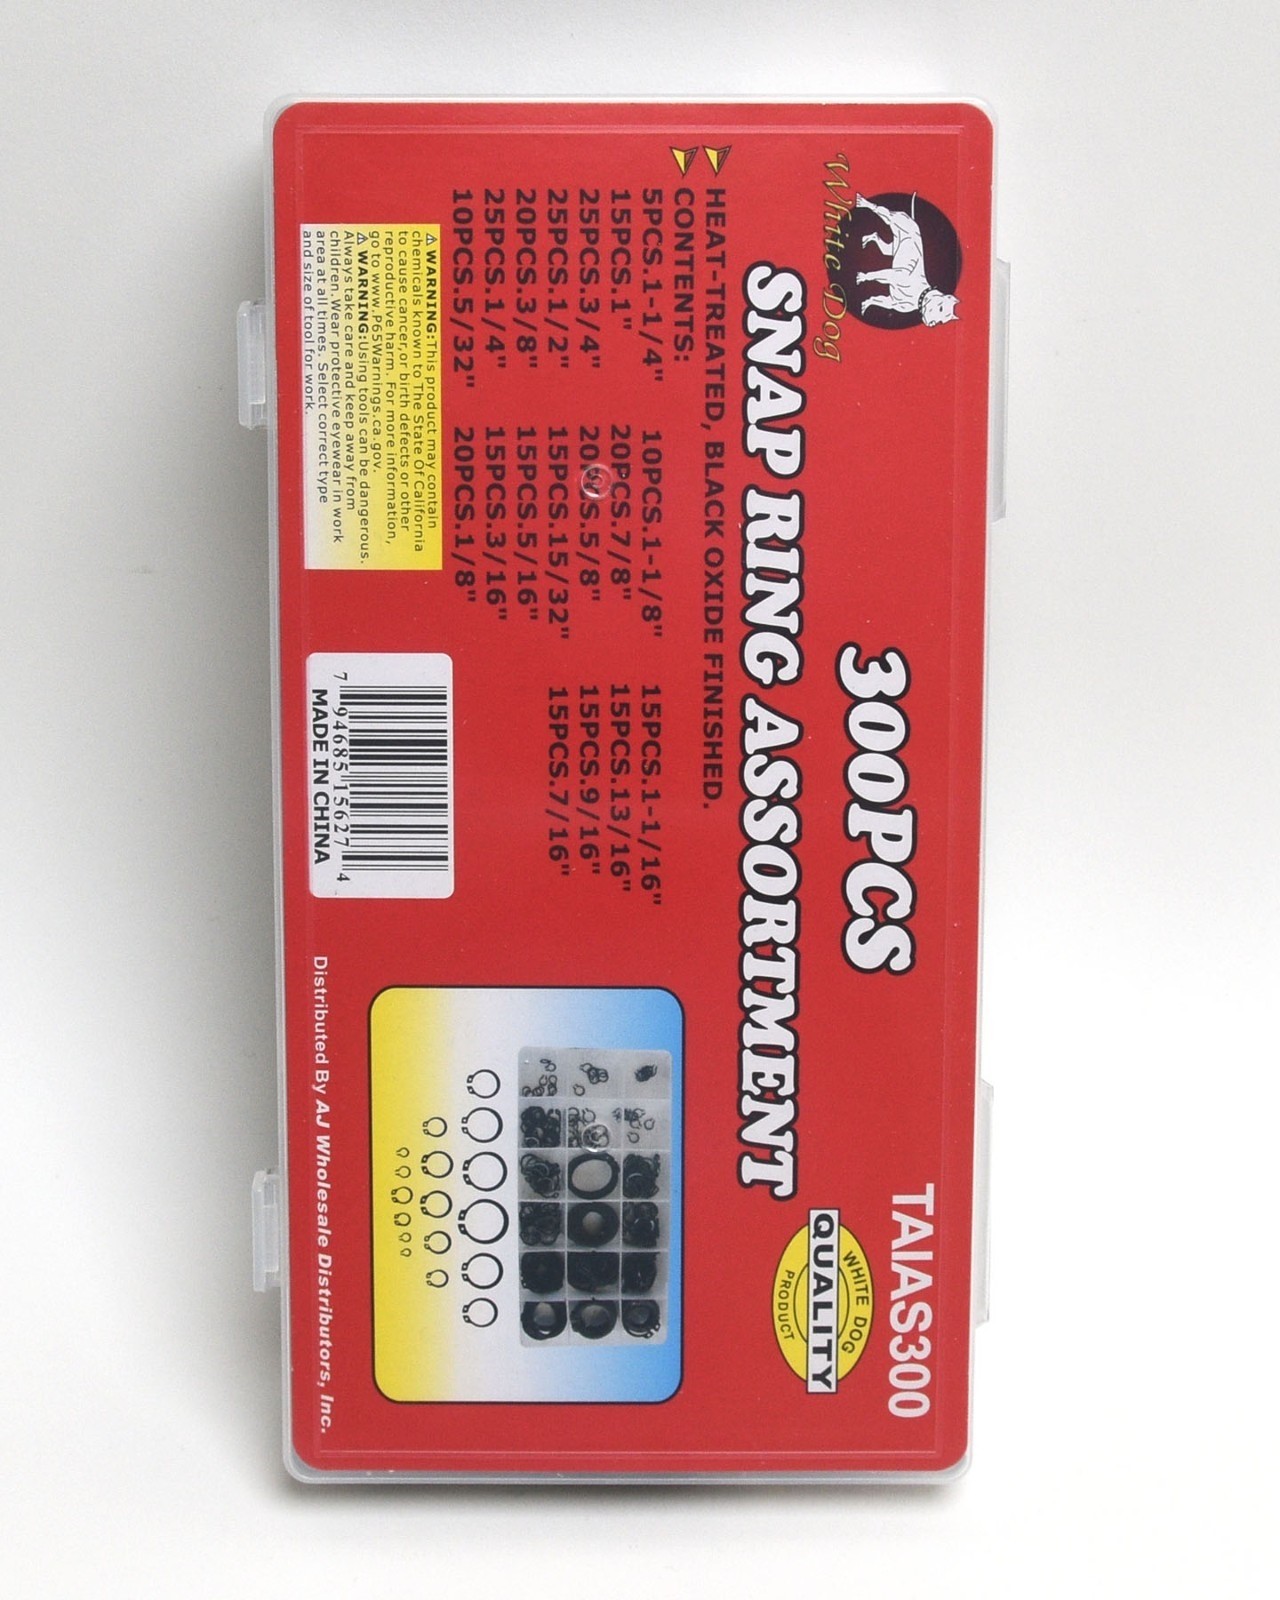 White Dog
300PCS
TAIAS300
SNAP RING ASSORTMENT
WHITE DOG
QUALITY
PRODUCT
HEAT-TREATED, BLACK OXIDE FINISHED.
CONTENTS:
5PCS.1-1/4" 10PCS.1-1/8" 15PCS.1-1/16"
15PCS.1" 20PCS.7/8" 15PCS.13/16"
25PCS.3/4" 20PCS.5/8" 15PCS.9/16"
25PCS.1/2" 15PCS.15/32" 15PCS.7/16"
20PCS.3/8" 15PCS.5/16"
25PCS.1/4" 15PCS.3/16"
10PCS.5/32" 20PCS.1/8"
⚠ WARNING:This product may contain
chemicals known to The State Of California
to cause cancer,or birth defects or other
reproductive harm. For more information,
go to www.P65Warnings.ca.gov.
⚠ WARNING:Using tools can be dangerous.
Always take care and keep away from
children. Wear protective eyewear in work
area at all times. Select correct type
and size of tool for work.
7 94685 15627 4
MADE IN CHINA
Distributed By AJ Wholesale Distributors, Inc.